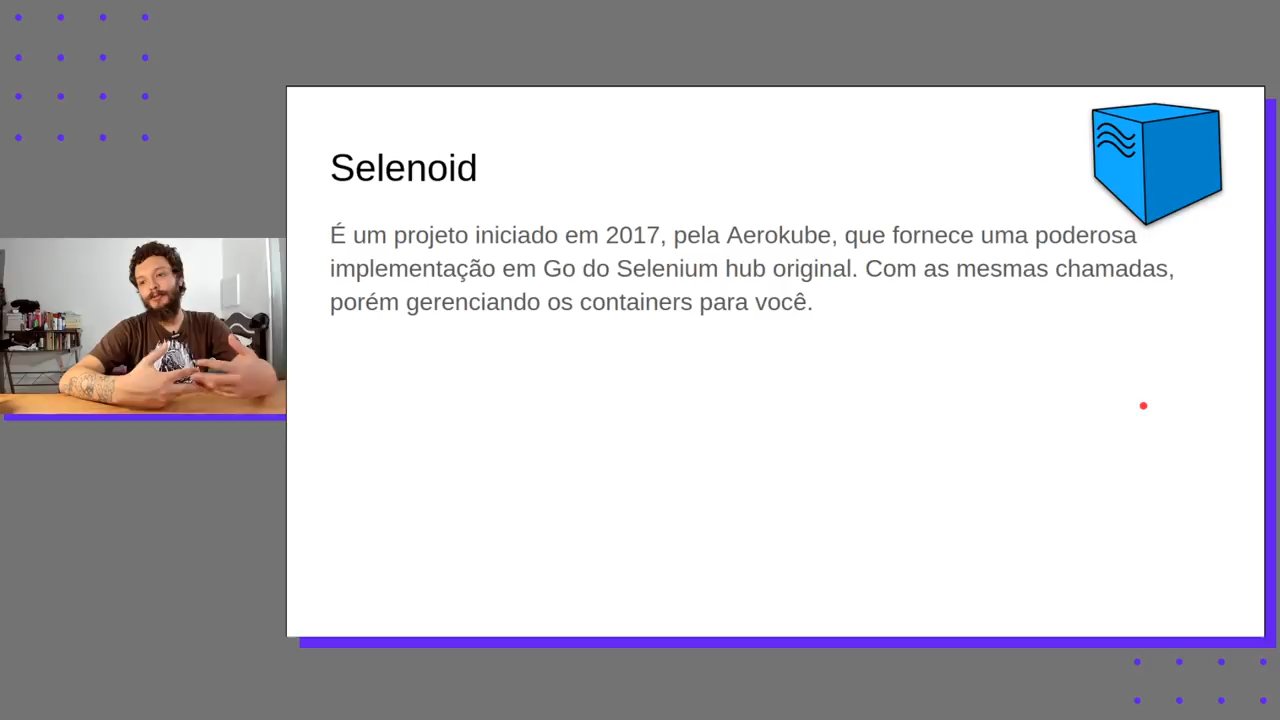 Selenoid
É um projeto iniciado em 2017, pela Aerokube, que fornece uma poderosa
implementação em Go do Selenium hub original. Com as mesmas chamadas,
porém gerenciando os containers para você.